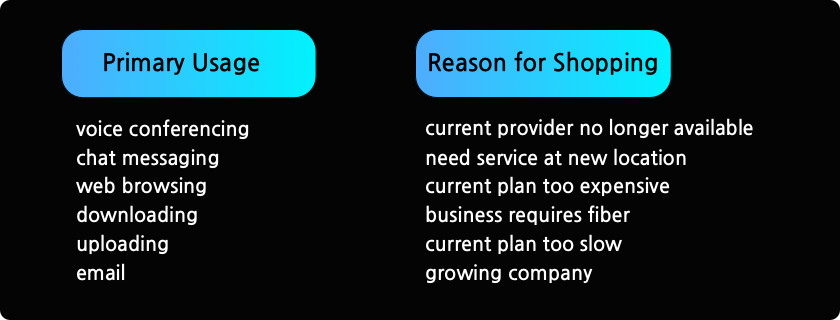 Primary Usage
voice conferencing
chat messaging
web browsing
downloading
uploading
email
Reason for Shopping
current provider no longer available
need service at new location
current plan too expensive
business requires fiber
current plan too slow
growing company